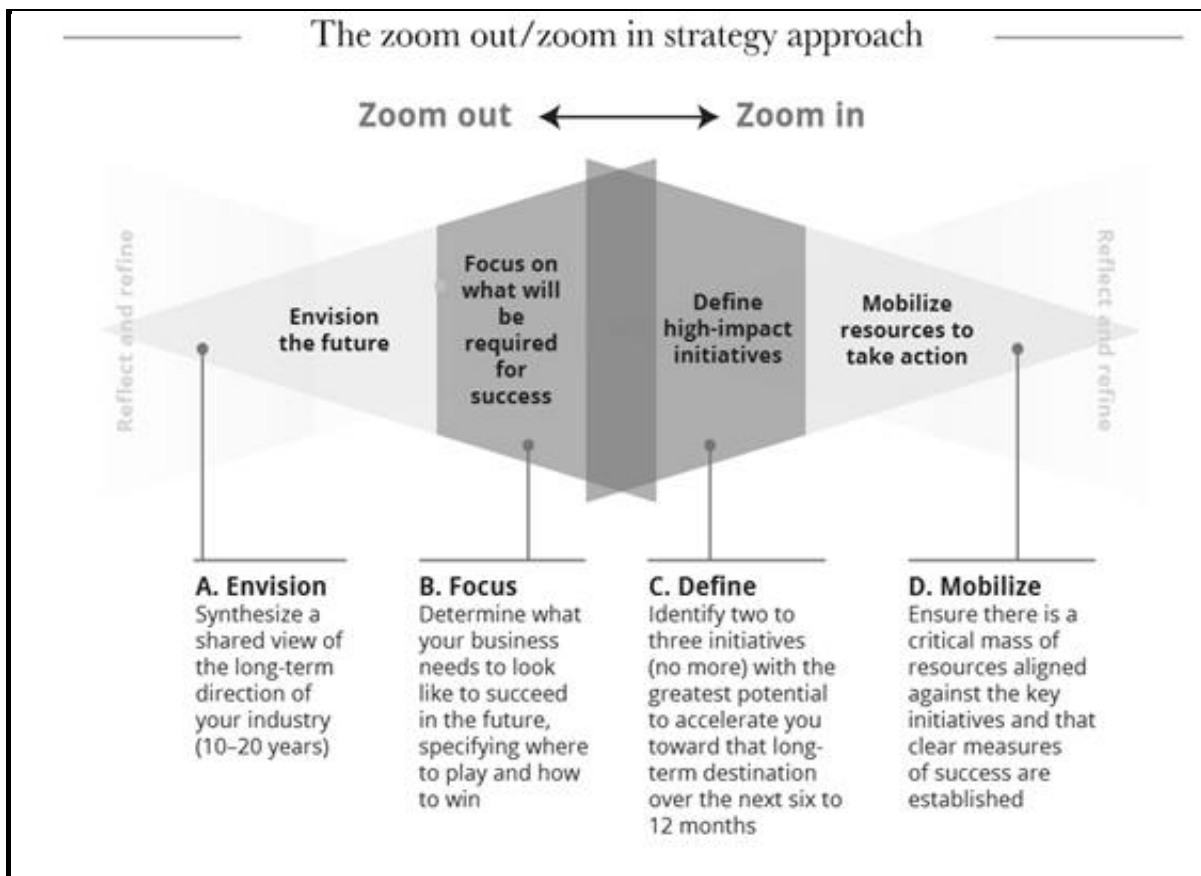 The zoom out/zoom in strategy approach
Zoom out
Zoom in
Reflect and refine
Envision
the future
Focus on
what will
be
required
for
success
Define
high-impact
initiatives
Mobilize
resources to
take action
Reflect and refine
A. Envision
Synthesize a
shared view of
the long-term
direction of
your industry
(10–20 years)
B. Focus
Determine what
your business
needs to look
like to succeed
in the future,
specifying where
to play and how
to win
C. Define
Identify two to
three initiatives
(no more) with the
greatest potential
to accelerate you
toward that long-
term destination
over the next six to
12 months
D. Mobilize
Ensure there is a
critical mass of
resources aligned
against the key
initiatives and that
clear measures
of success are
established